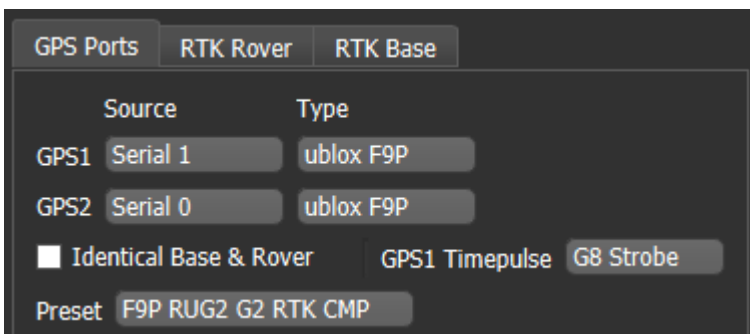 GPS Ports RTK Rover RTK Base
Source Type
GPS1 Serial 1 ublox F9P
GPS2 Serial 0 ublox F9P
Identical Base & Rover GPS1 Timepulse G8 Strobe
Preset F9P RUG2 G2 RTK CMP